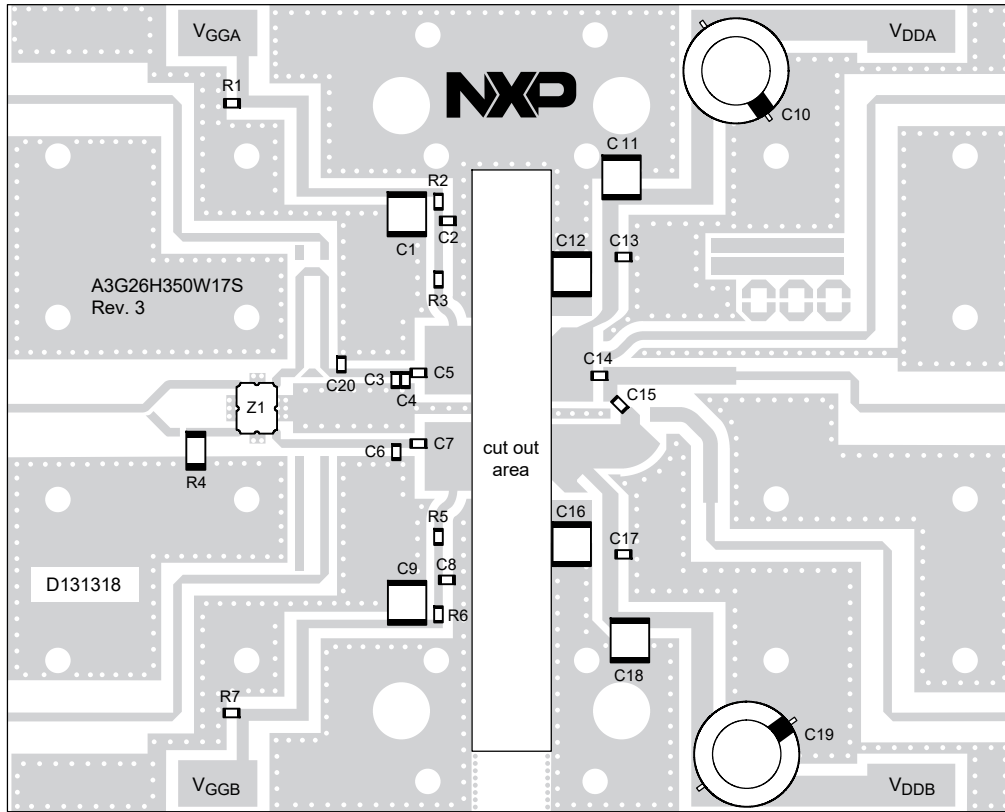 VGGA
VDDA
NXP
R1
C10
C11
R2
C1
C2
C12
C13
A3G26H350W17S
Rev. 3
R3
C20
C3
C4
C5
C14
C15
Z1
C6
C7
cut out
area
R4
R5
C16
C17
C9
C8
D131318
R6
C18
R7
C19
VGGB
VDDB